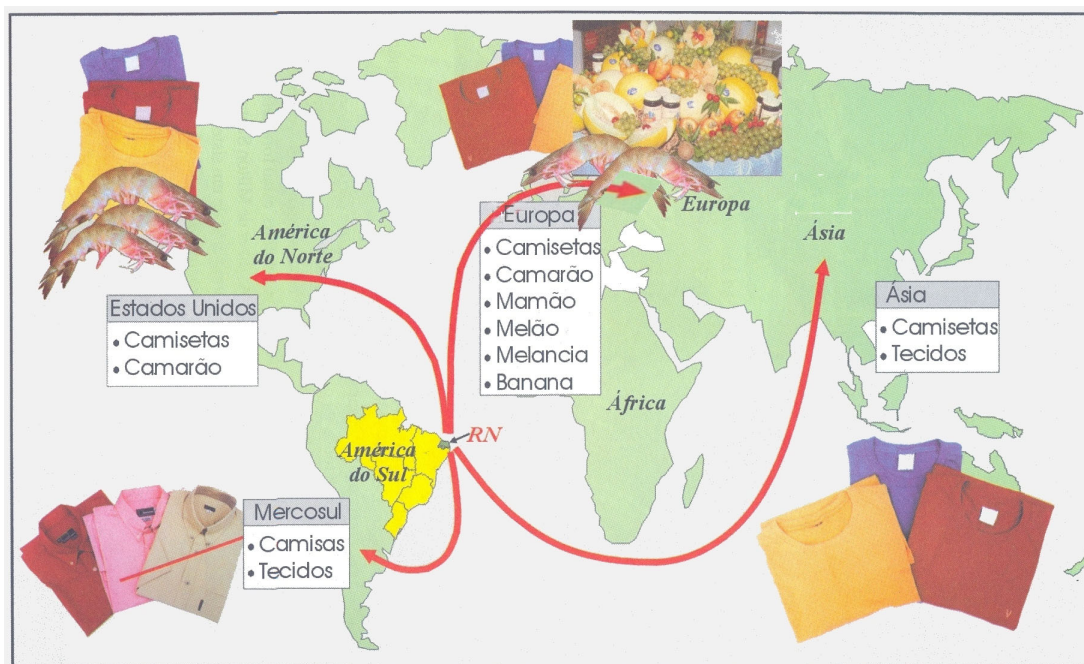 América
do Norte
Estados Unidos
• Camisetas
• Camarão
Europa
• Camisetas
• Camarão
• Mamão
• Melão
• Melancia
• Banana
Europa
Ásia
Ásia
• Camisetas
• Tecidos
África
RN
América
do Sul
Mercosul
• Camisas
• Tecidos